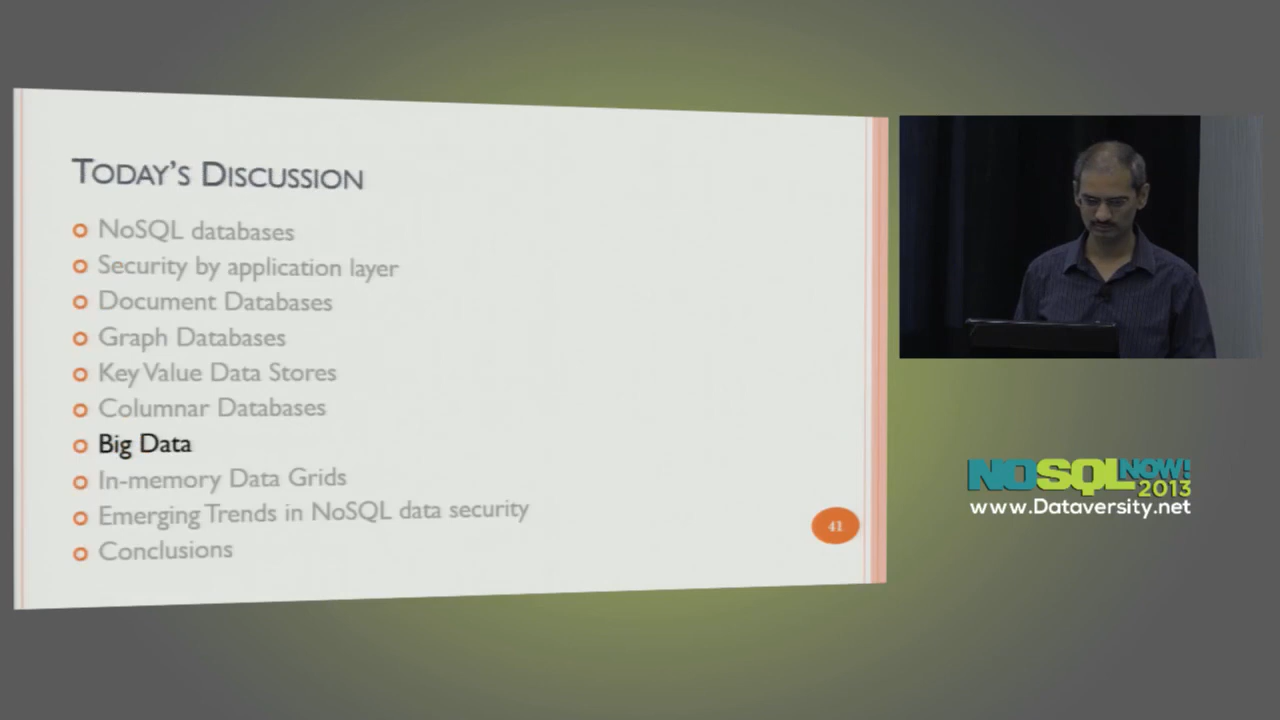 TODAY'S DISCUSSION
NoSQL databases
Security by application layer
Document Databases
Graph Databases
Key Value Data Stores
Columnar Databases
Big Data
In-memory Data Grids
Emerging Trends in NoSQL data security
Conclusions
41
NOSQL NOW!
2013
www.Dataversity.net